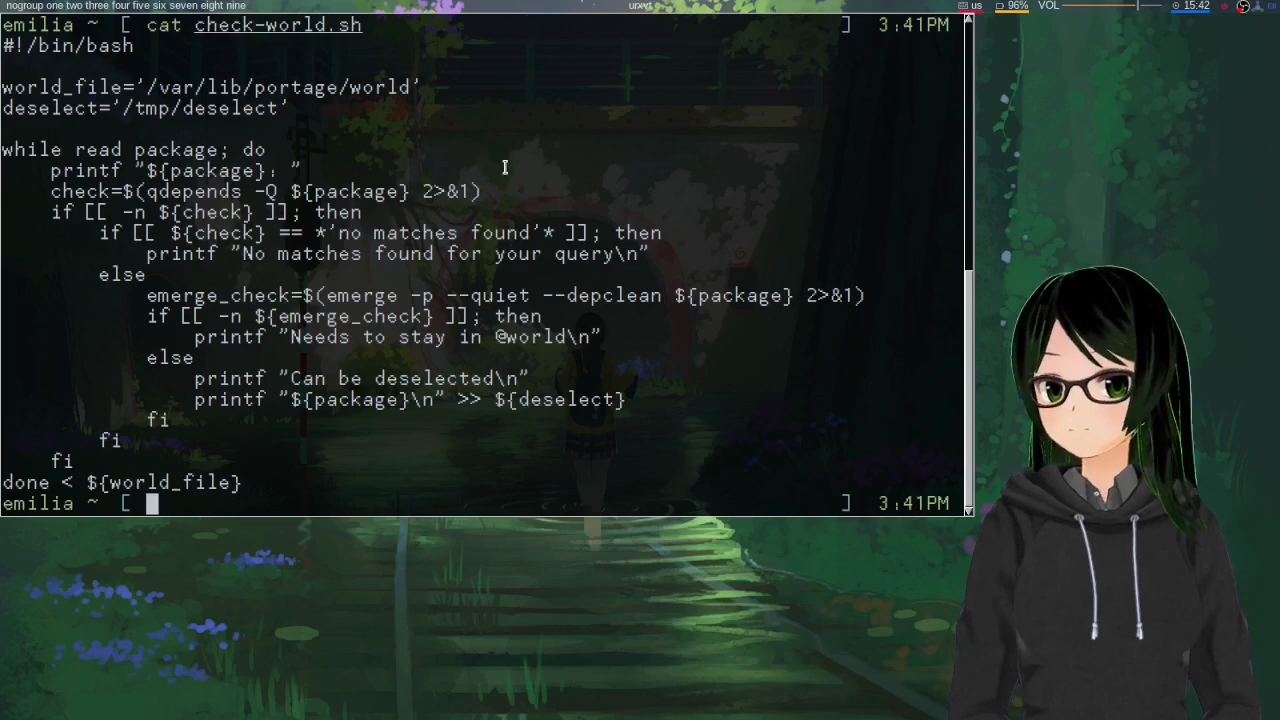 nogroup one two three four five six seven eight nine urxvt us 96% VOL 15:42
emilia ~ [ cat check-world.sh ] 3:41PM
#!/bin/bash
world_file='/var/lib/portage/world'
deselect='/tmp/deselect'
while read package; do
    printf "${package}: "
    check=$(qdepends -Q ${package} 2>&1)
    if [[ -n ${check} ]]; then
        if [[ ${check} == *'no matches found'* ]]; then
            printf "No matches found for your query\n"
        else
            emerge_check=$(emerge -p --quiet --depclean ${package} 2>&1)
            if [[ -n ${emerge_check} ]]; then
                printf "Needs to stay in @world\n"
            else
                printf "Can be deselected\n"
                printf "${package}\n" >> ${deselect}
            fi
        fi
    fi
done < ${world_file}
emilia ~ [ ] 3:41PM